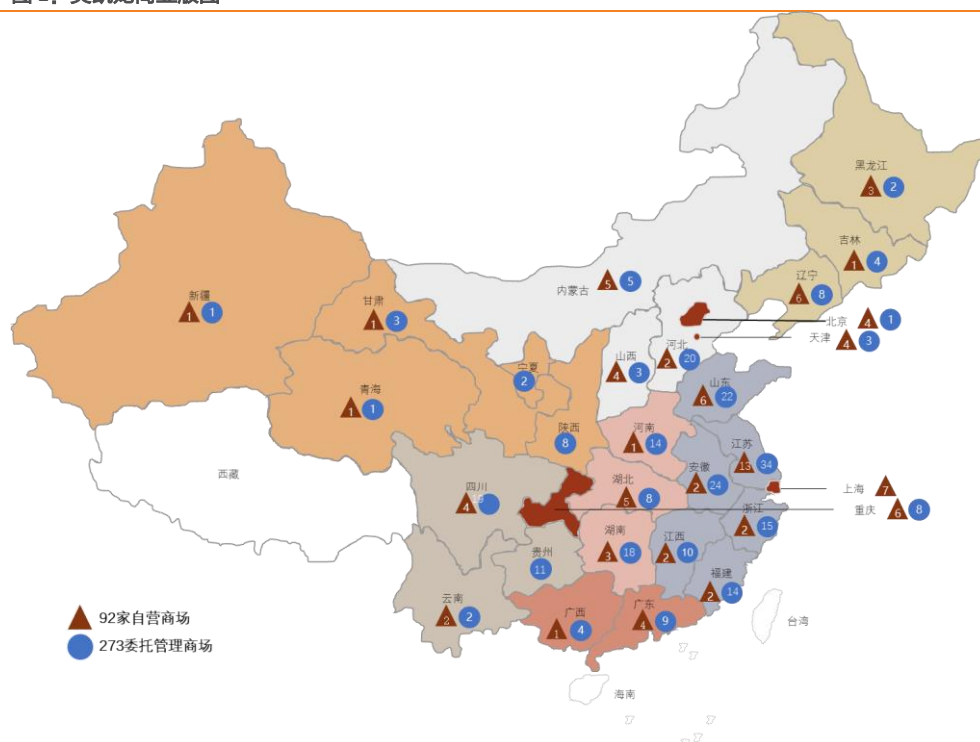 黑龙江
3 2
吉林
1 4
辽宁
6 8
内蒙古 5 5
新疆
1 1
甘肃
1 3
北京 4 1
天津 4 3
河北
2 20
山西
4 3
宁夏
2
山东
6 22
青海
1 1
陕西
8
河南
1 14
江苏
13 34
安徽
2 24
西藏
四川
4
湖北
5 8
上海 7
重庆 6 8
浙江
2 15
湖南
3 18
江西
2 10
贵州
11
福建
2 14
云南
2 2
广西
1 4
广东
4 9
台湾
海南
92家自营商场
273委托管理商场